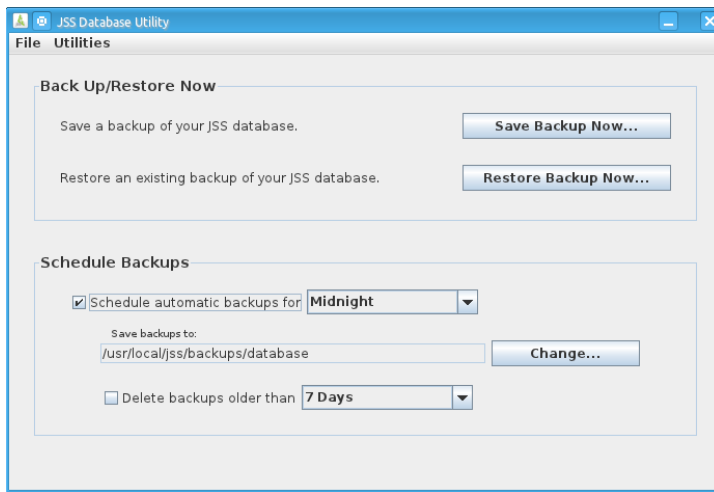 JSS Database Utility
File Utilities
Back Up/Restore Now
Save a backup of your JSS database.
Save Backup Now...
Restore an existing backup of your JSS database.
Restore Backup Now...
Schedule Backups
Schedule automatic backups for Midnight
Save backups to:
/usr/local/jss/backups/database
Change...
Delete backups older than 7 Days